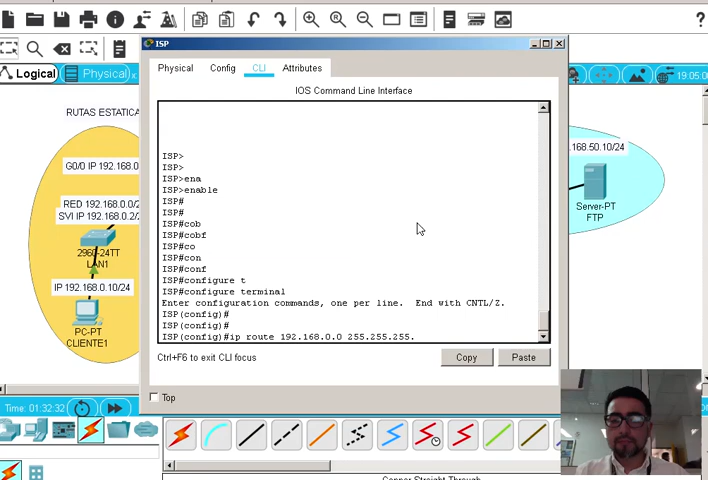 ISP
Physical Config CLI Attributes
IOS Command Line Interface
Logical
Physical
19:05:0
RUTAS ESTATICA
G0/0 IP 192.168.0
RED 192.168.0.0/2
SVI IP 192.168.0.2/
2960-24TT
LAN1
IP 192.168.0.10/24
PC-PT
CLIENTE1
ISP>
ISP>
ISP>ena
ISP>enable
ISP#
ISP#
ISP#cob
ISP#cobf
ISP#co
ISP#con
ISP#conf
ISP#configure t
ISP#configure terminal
Enter configuration commands, one per line. End with CNTL/Z.
ISP(config)#
ISP(config)#
ISP(config)#ip route 192.168.0.0 255.255.255.
Ctrl+F6 to exit CLI focus
Copy
Paste
Top
.168.50.10/24
Server-PT
FTP
Time: 01:32:32
Copper Straight-Through